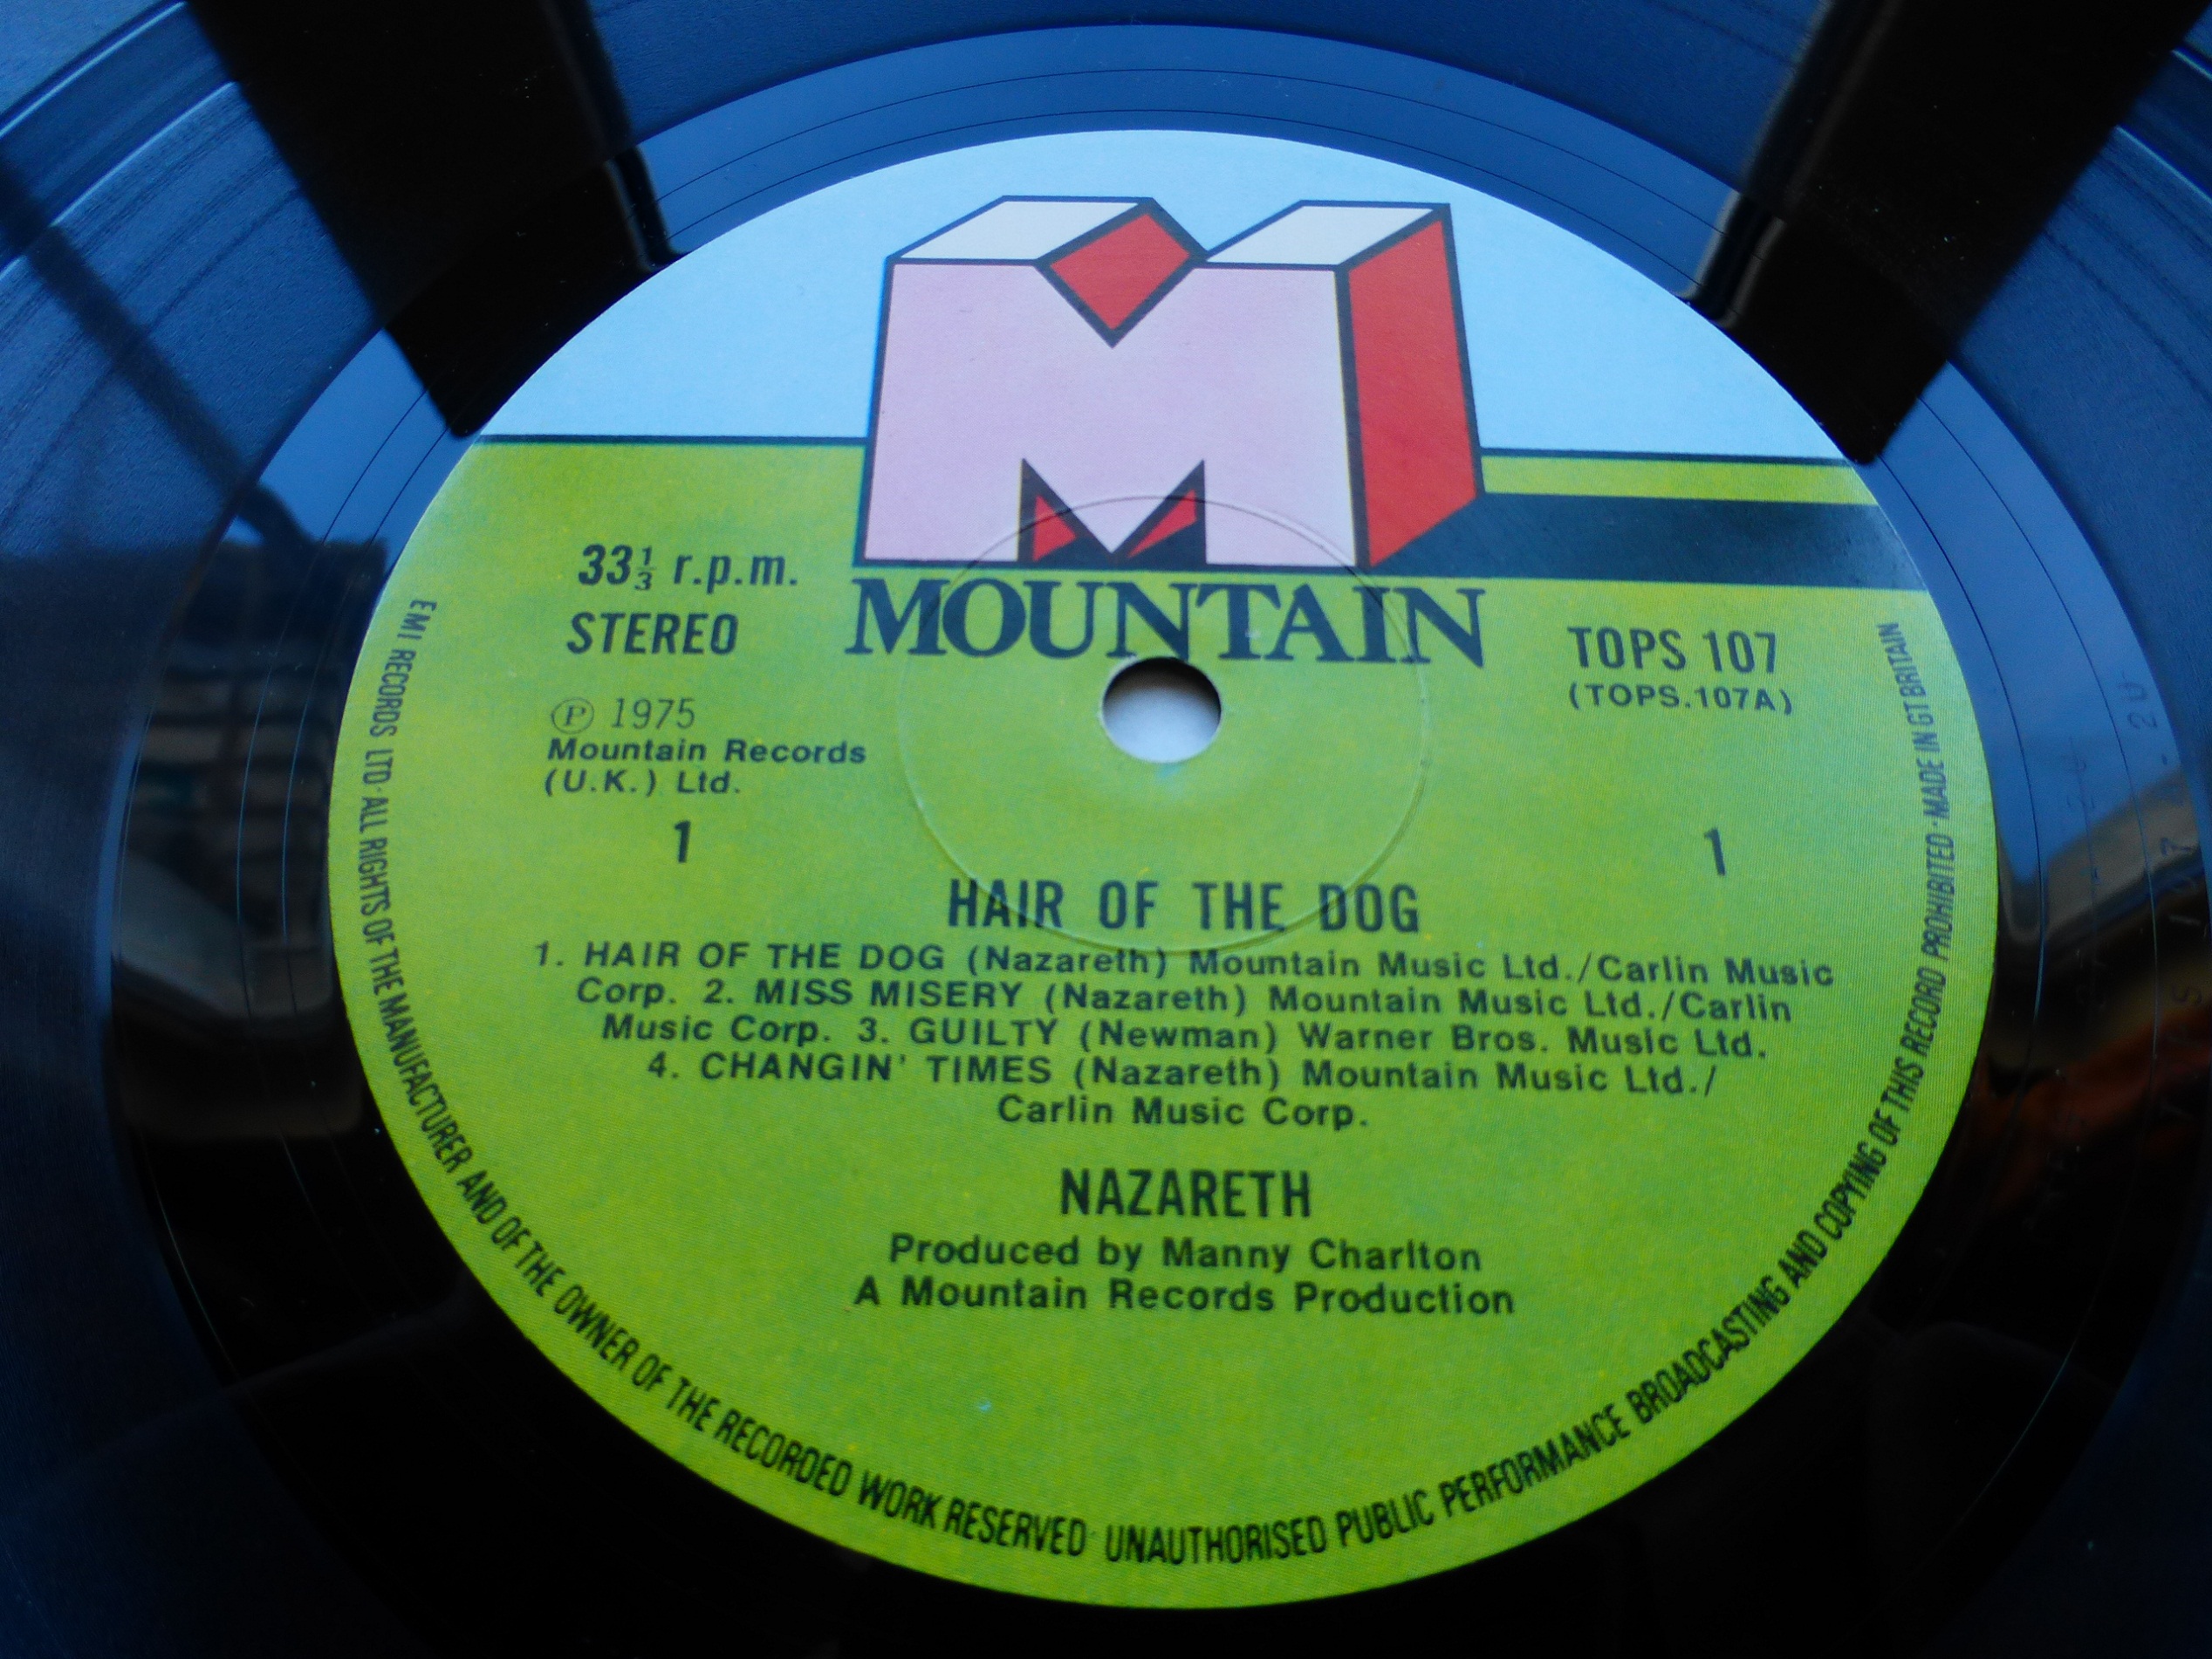 MOUNTAIN
33⅓ r.p.m.
STEREO
℗ 1975
Mountain Records
(U.K.) Ltd.
1
TOPS 107
(TOPS.107A)
1
HAIR OF THE DOG
1. HAIR OF THE DOG (Nazareth) Mountain Music Ltd./Carlin Music
Corp. 2. MISS MISERY (Nazareth) Mountain Music Ltd./Carlin
Music Corp. 3. GUILTY (Newman) Warner Bros. Music Ltd.
4. CHANGIN' TIMES (Nazareth) Mountain Music Ltd./
Carlin Music Corp.
NAZARETH
Produced by Manny Charlton
A Mountain Records Production
EMI RECORDS LTD · ALL RIGHTS OF THE MANUFACTURER AND OF THE OWNER OF THE RECORDED WORK RESERVED · UNAUTHORISED PUBLIC PERFORMANCE BROADCASTING AND COPYING OF THIS RECORD PROHIBITED · MADE IN GT BRITAIN